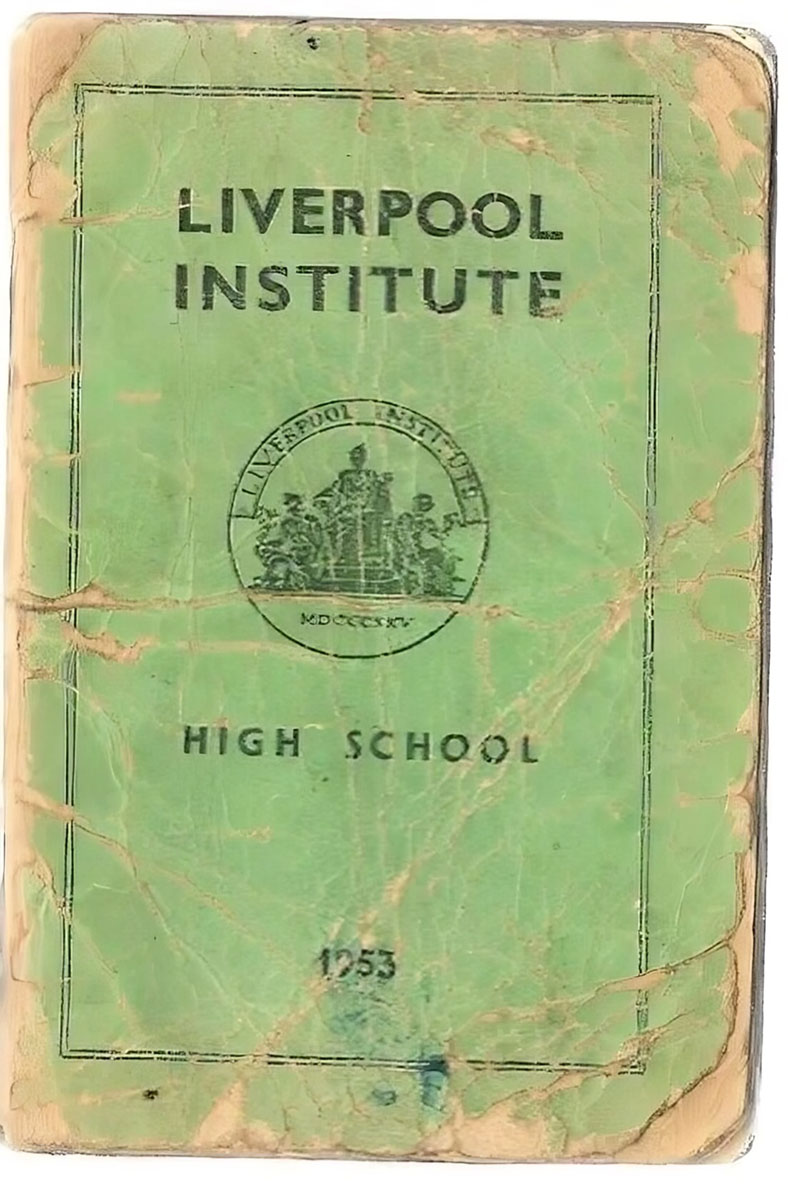 LIVERPOOL
INSTITUTE
LIVERPOOL INSTITUTE
MDCCCXXV
HIGH SCHOOL
1953